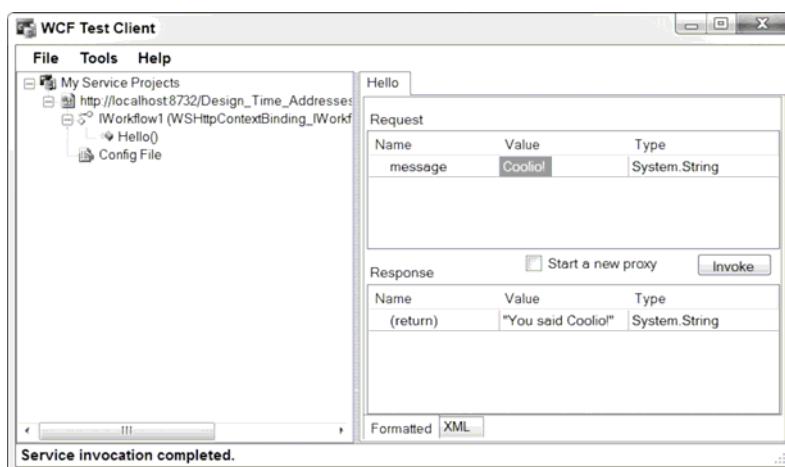 WCF Test Client
File Tools Help
My Service Projects
http://localhost:8732/Design_Time_Addresses
IWorkflow1 (WSHttpContextBinding_IWorkf
Hello()
Config File
Hello
Request
Name Value Type
message Coolio! System.String
Start a new proxy Invoke
Response
Name Value Type
(return) "You said Coolio!" System.String
Formatted XML
Service invocation completed.